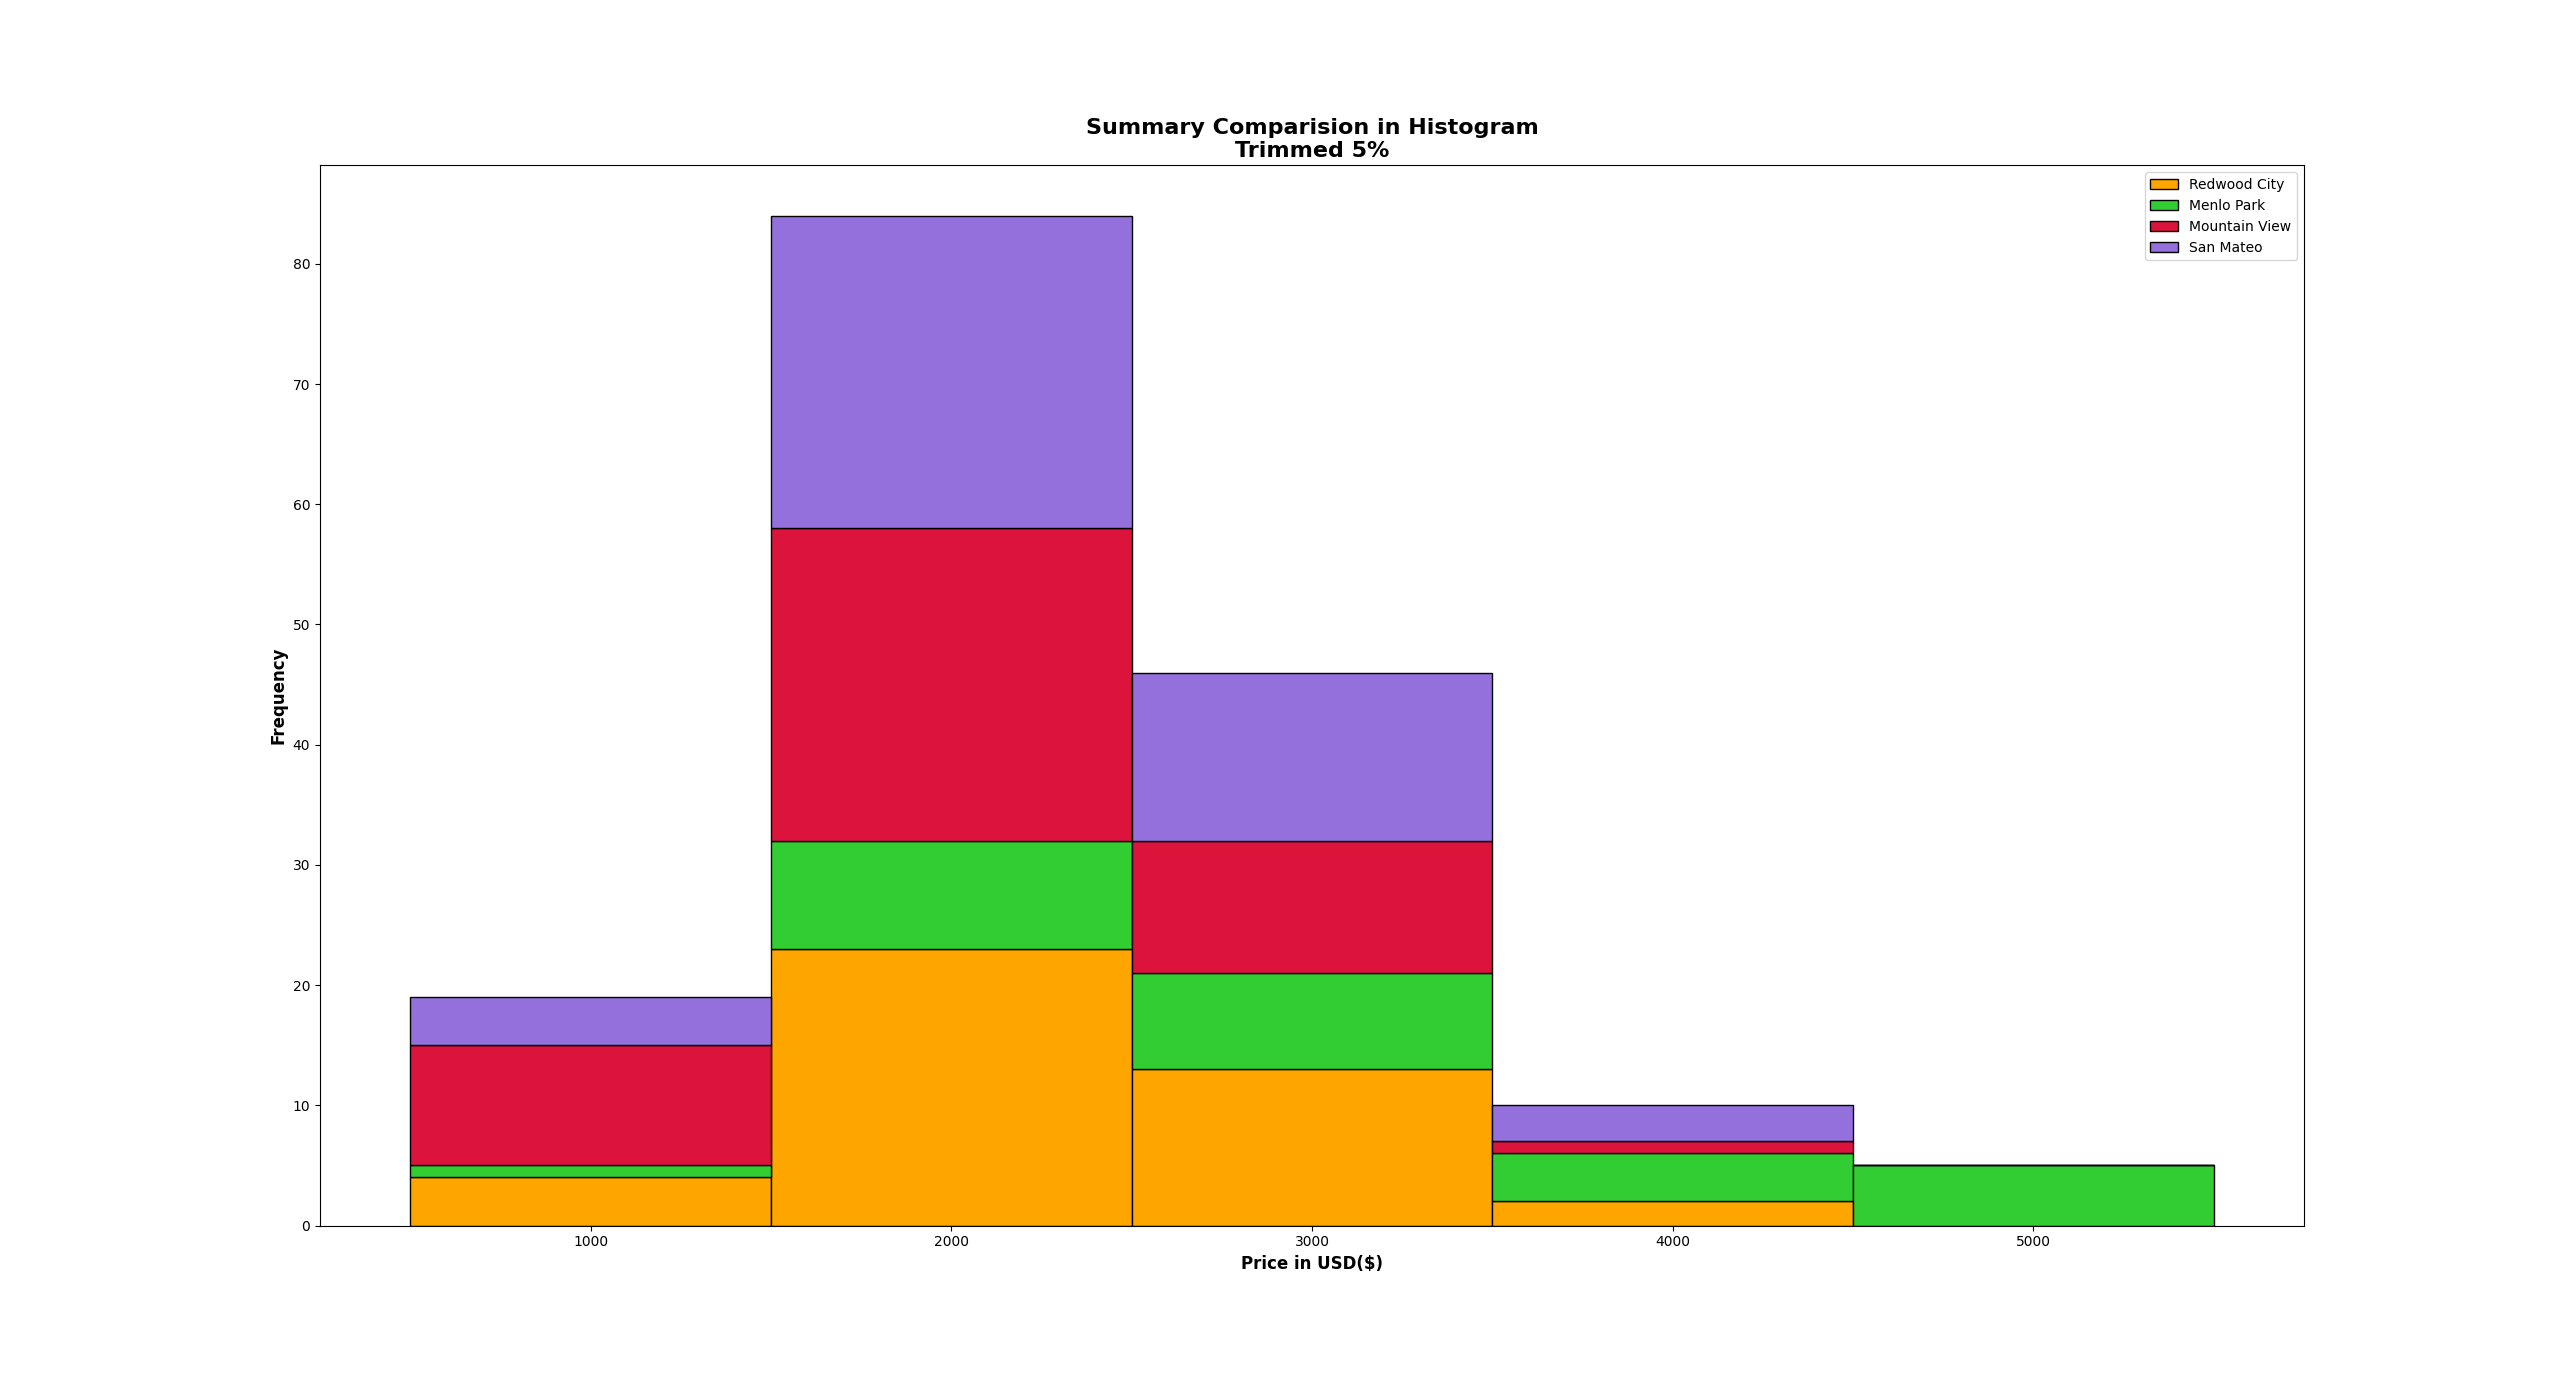 Summary Comparision in Histogram
Trimmed 5%
Redwood City
Menlo Park
Mountain View
San Mateo
80
70
60
50
40
30
20
10
0
Frequency
1000
2000
3000
4000
5000
Price in USD($)